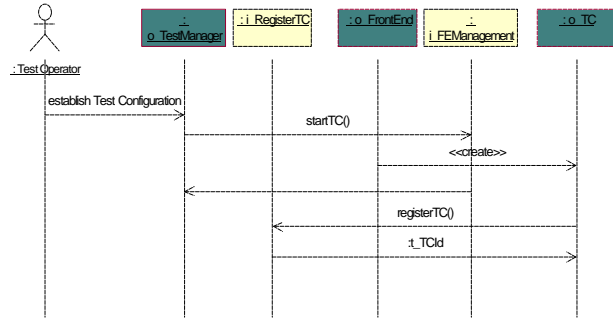 :
o_TestManager
: i_RegisterTC
: o_FrontEnd
:
i_FEManagement
: o_TC
: Test Operator
establish Test Configuration
startTC()
<<create>>
registerTC()
:t_TCId